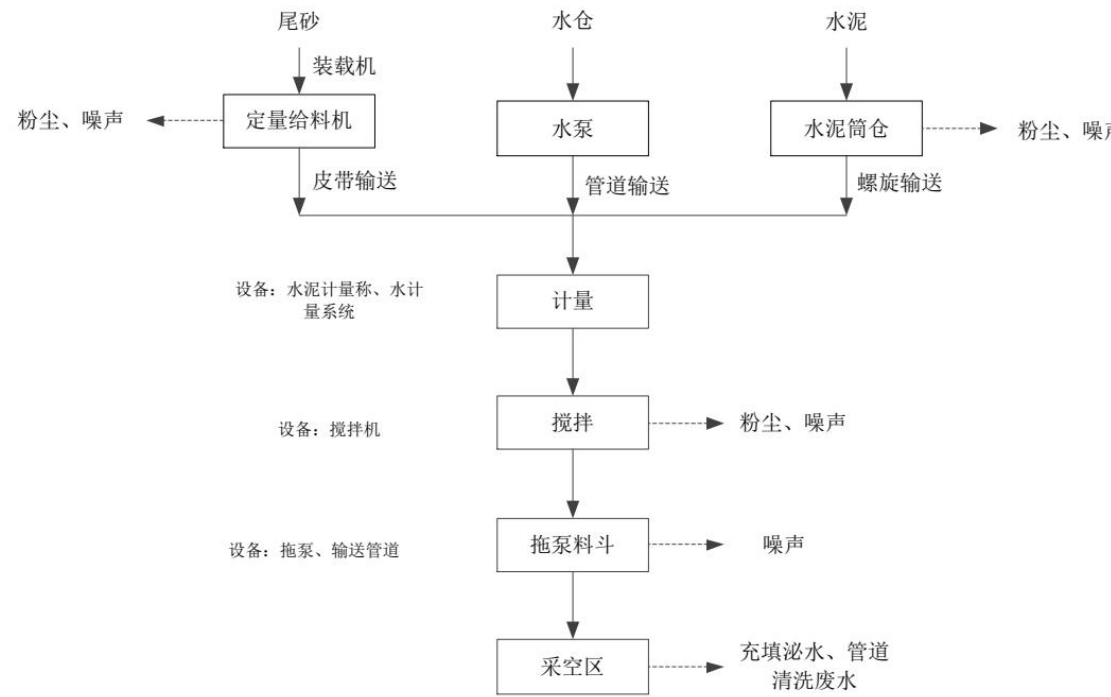 尾砂
水仓
水泥
装载机
粉尘、噪声
定量给料机
水泵
水泥筒仓
粉尘、噪
皮带输送
管道输送
螺旋输送
设备：水泥计量称、水计
量系统
计量
设备：搅拌机
搅拌
粉尘、噪声
设备：拖泵、输送管道
拖泵料斗
噪声
采空区
充填泌水、管道
清洗废水